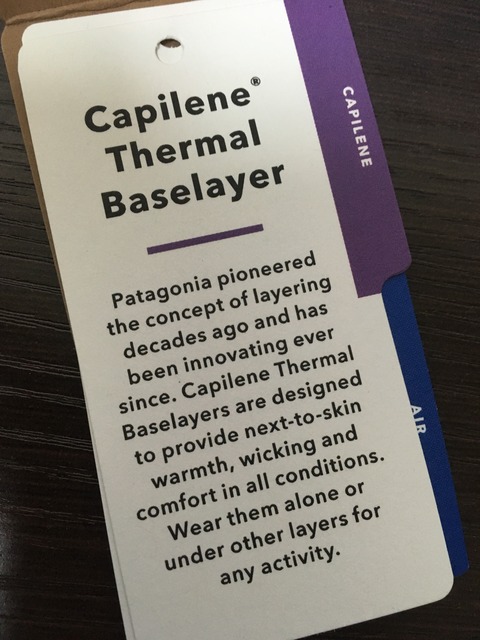 Capilene®
Thermal
Baselayer
Patagonia pioneered
the concept of layering
decades ago and has
been innovating ever
since. Capilene Thermal
Baselayers are designed
to provide next-to-skin
warmth, wicking and
comfort in all conditions.
Wear them alone or
under other layers for
any activity.
CAPILENE
AIR